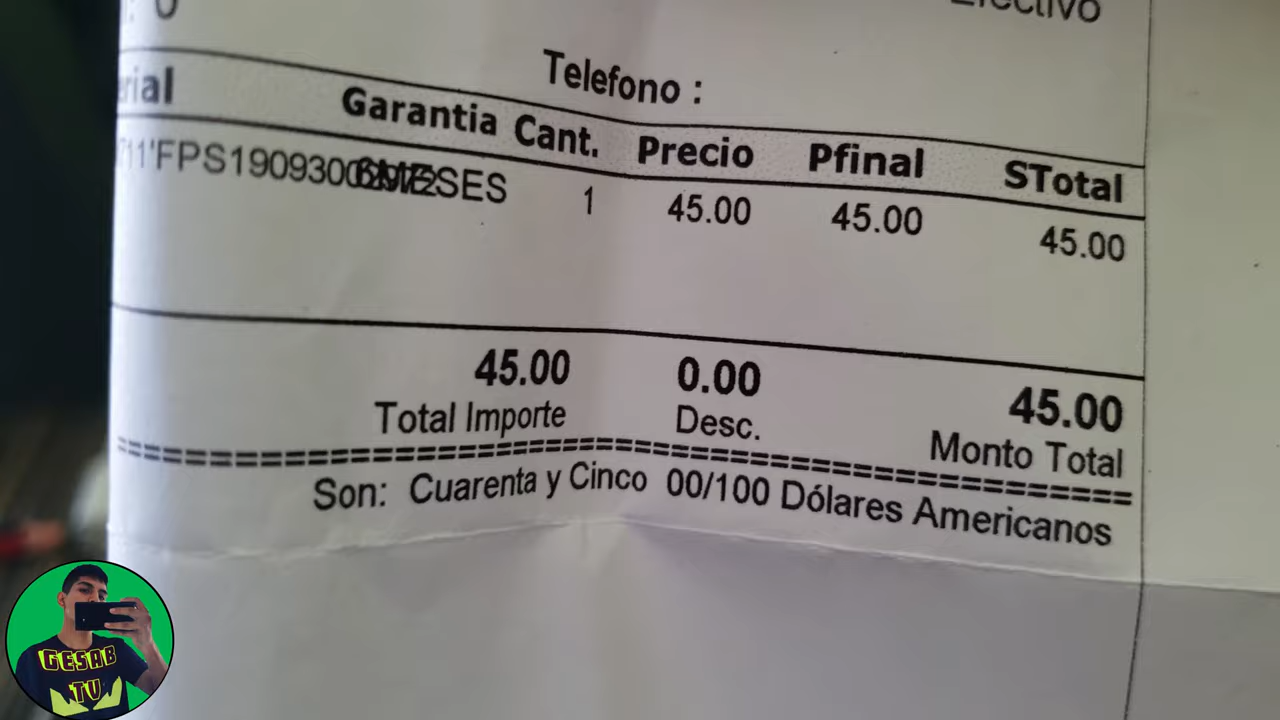 Efectivo
Telefono :
Garantia Cant. Precio Pfinal STotal
1 45.00 45.00 45.00
45.00 0.00 45.00
Total Importe Desc. Monto Total
Son: Cuarenta y Cinco 00/100 Dólares Americanos
GESAB
TV